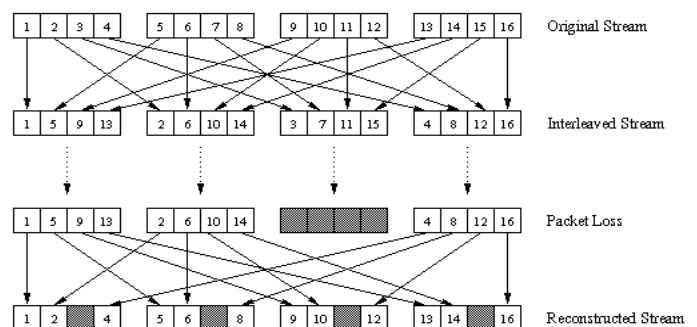 1 2 3 4 5 6 7 8 9 10 11 12 13 14 15 16 Original Stream
1 5 9 13 2 6 10 14 3 7 11 15 4 8 12 16 Interleaved Stream
1 5 9 13 2 6 10 14 4 8 12 16 Packet Loss
1 2 4 5 6 8 9 10 12 13 14 16 Reconstructed Stream